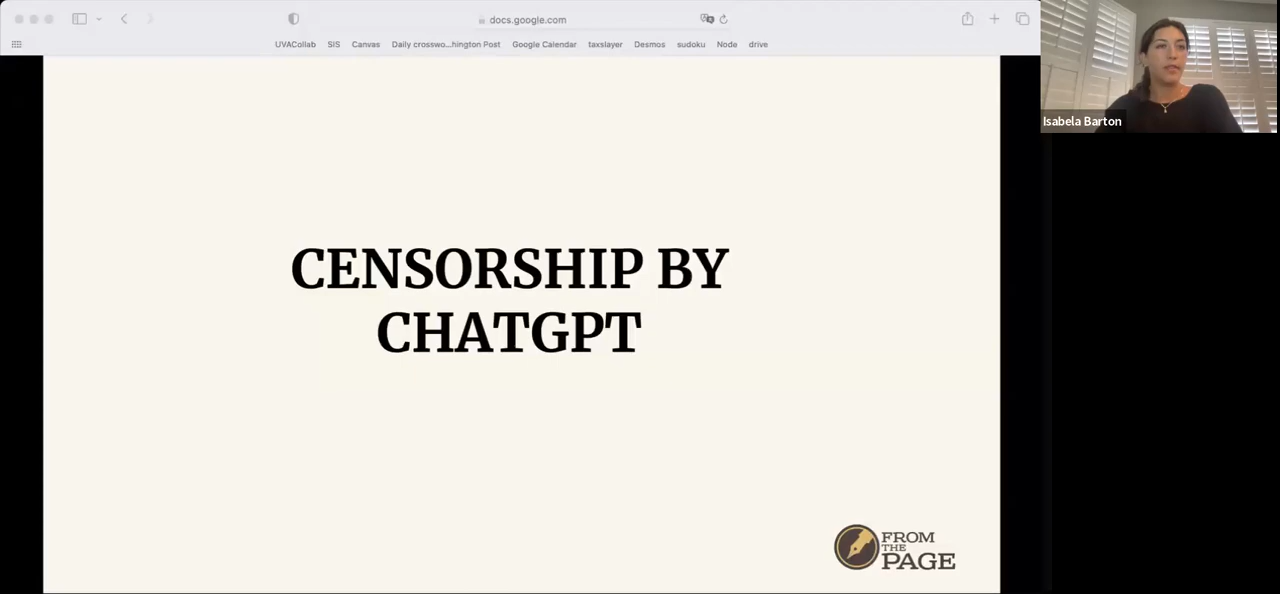 docs.google.com
UVACollab SIS Canvas Daily crosswo...hington Post Google Calendar taxslayer Desmos sudoku Node drive
Isabela Barton
CENSORSHIP BY
CHATGPT
FROM
THE
PAGE